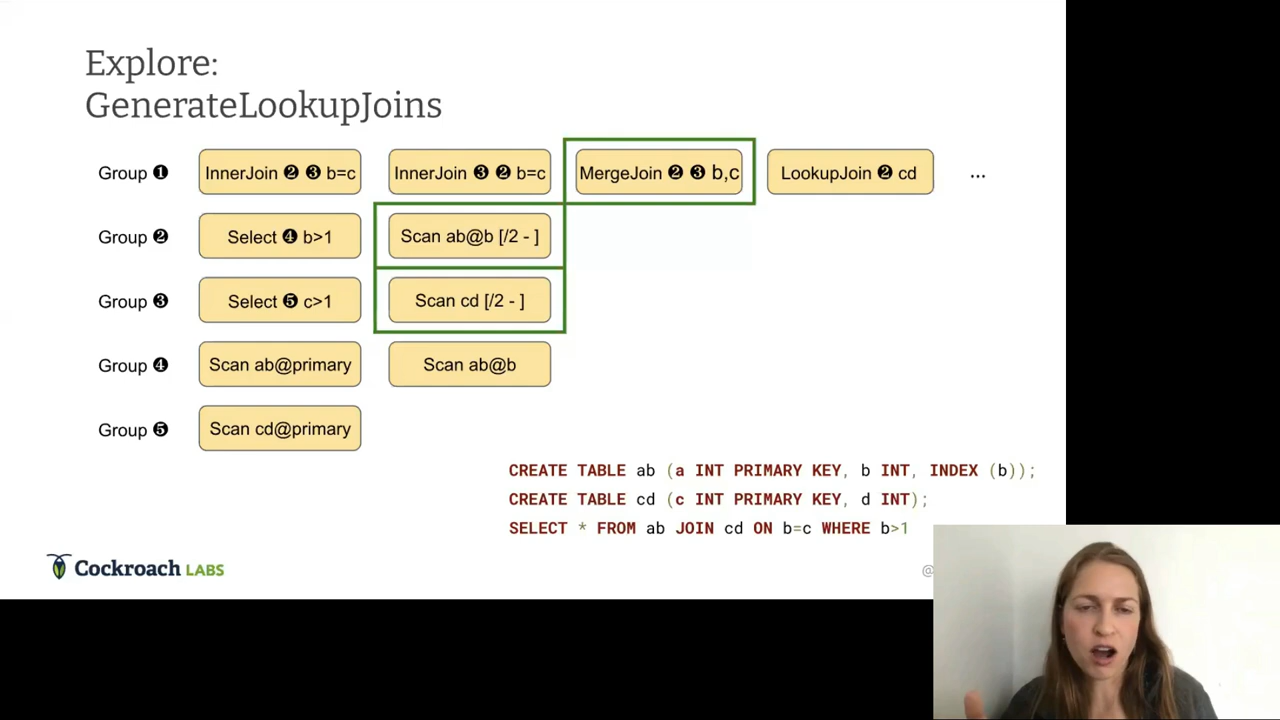 Explore:
GenerateLookupJoins
Group ❶ InnerJoin ❷ ❸ b=c InnerJoin ❸ ❷ b=c MergeJoin ❷ ❸ b,c LookupJoin ❷ cd ...
Group ❷ Select ❹ b>1 Scan ab@b [/2 - ]
Group ❸ Select ❺ c>1 Scan cd [/2 - ]
Group ❹ Scan ab@primary Scan ab@b
Group ❺ Scan cd@primary
CREATE TABLE ab (a INT PRIMARY KEY, b INT, INDEX (b));
CREATE TABLE cd (c INT PRIMARY KEY, d INT);
SELECT * FROM ab JOIN cd ON b=c WHERE b>1
Cockroach LABS
@